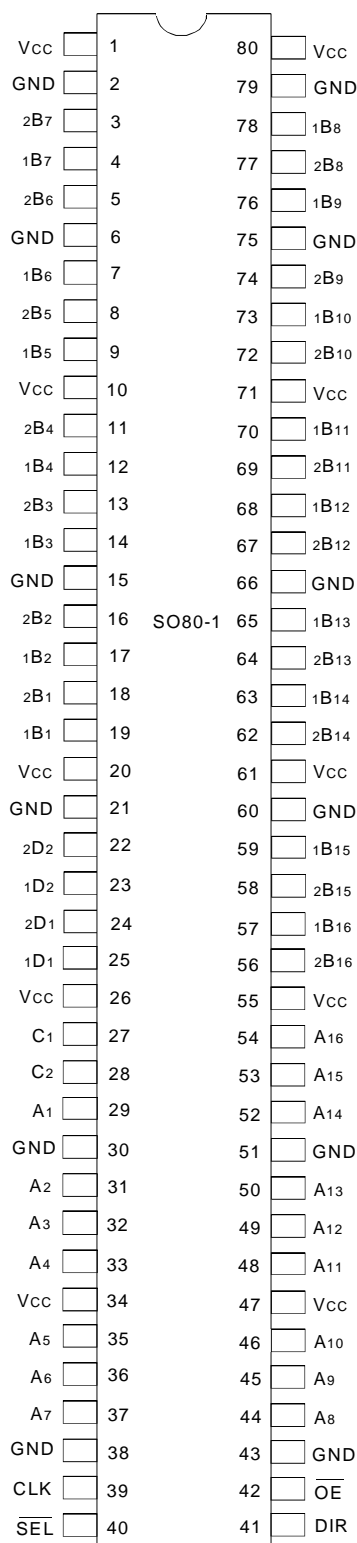 VCC 1 80 VCC
GND 2 79 GND
2B7 3 78 1B8
1B7 4 77 2B8
2B6 5 76 1B9
GND 6 75 GND
1B6 7 74 2B9
2B5 8 73 1B10
1B5 9 72 2B10
VCC 10 71 VCC
2B4 11 70 1B11
1B4 12 69 2B11
2B3 13 68 1B12
1B3 14 67 2B12
GND 15 66 GND
2B2 16 SO80-1 65 1B13
1B2 17 64 2B13
2B1 18 63 1B14
1B1 19 62 2B14
VCC 20 61 VCC
GND 21 60 GND
2D2 22 59 1B15
1D2 23 58 2B15
2D1 24 57 1B16
1D1 25 56 2B16
VCC 26 55 VCC
C1 27 54 A16
C2 28 53 A15
A1 29 52 A14
GND 30 51 GND
A2 31 50 A13
A3 32 49 A12
A4 33 48 A11
VCC 34 47 VCC
A5 35 46 A10
A6 36 45 A9
A7 37 44 A8
GND 38 43 GND
CLK 39 42 O̅E̅
S̅E̅L̅ 40 41 DIR